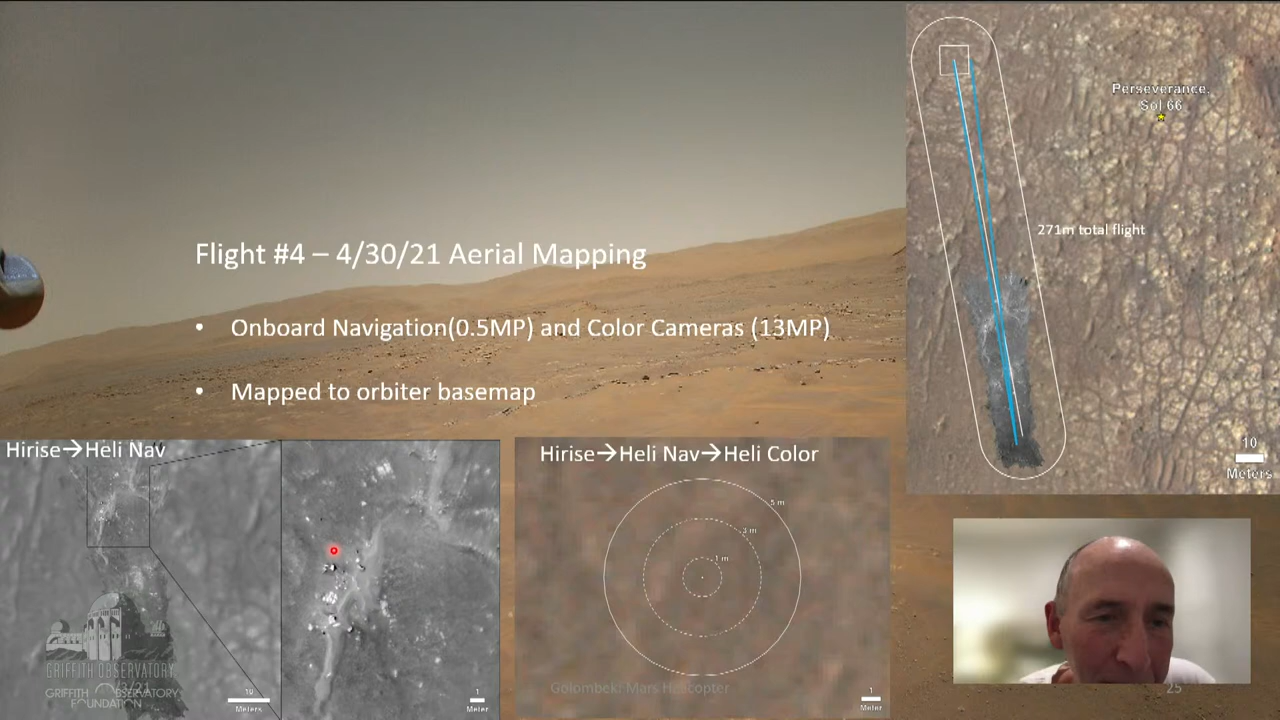 Perseverance,
Sol 66
271m total flight
Flight #4 – 4/30/21 Aerial Mapping
• Onboard Navigation(0.5MP) and Color Cameras (13MP)
• Mapped to orbiter basemap
10
Meters
Hirise→Heli Nav
Hirise→Heli Nav→Heli Color
5 m
3 m
1 m
GRIFFITH OBSERVATORY
GRIFFITH OBSERVATORY
FOUNDATION
10
Meters
1
Meter
Golombek: Mars Helicopter
1
Meter
25